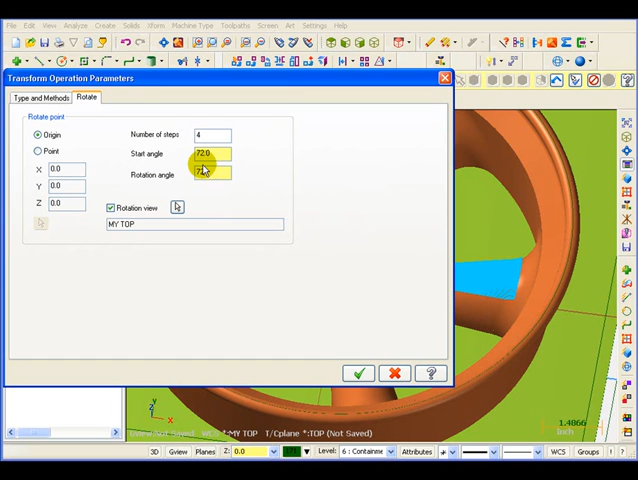 File Edit View Analyze Create Solids Xform Machine Type Toolpaths Screen Art Settings Help
Transform Operation Parameters
Type and Methods Rotate
Rotate point
Origin
Point
X 0.0
Y 0.0
Z 0.0
Number of steps 4
Start angle 72.0
Rotation angle
Rotation view
MY TOP
Y
X
WCS *:MY TOP T/Cplane *:TOP (Not Saved)
1.4866
Inch
3D Gview Planes Z: 0.0 Level: 6 : Containme Attributes * WCS Groups ! ?